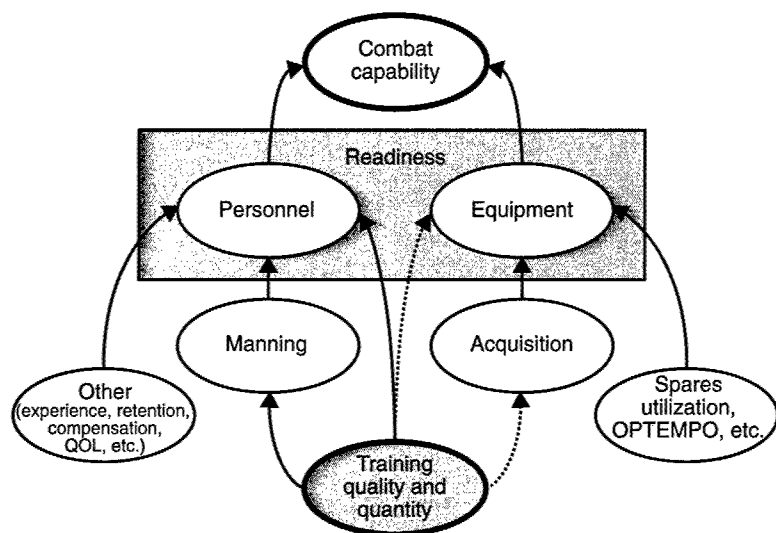 Combat
capability
Readiness
Personnel
Equipment
Manning
Acquisition
Other
(experience, retention,
compensation,
QOL, etc.)
Spares
utilization,
OPTEMPO, etc.
Training
quality and
quantity